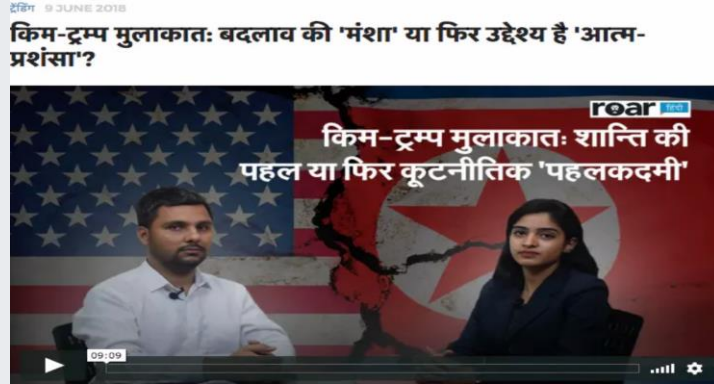 ट्रेंडिंग 9 JUNE 2018
किम-ट्रम्प मुलाकात: बदलाव की 'मंशा' या फिर उद्देश्य है 'आत्म-
प्रशंसा'?
roar हिंदी
किम-ट्रम्प मुलाकातः शान्ति की
पहल या फिर कूटनीतिक 'पहलकदमी'
09:09